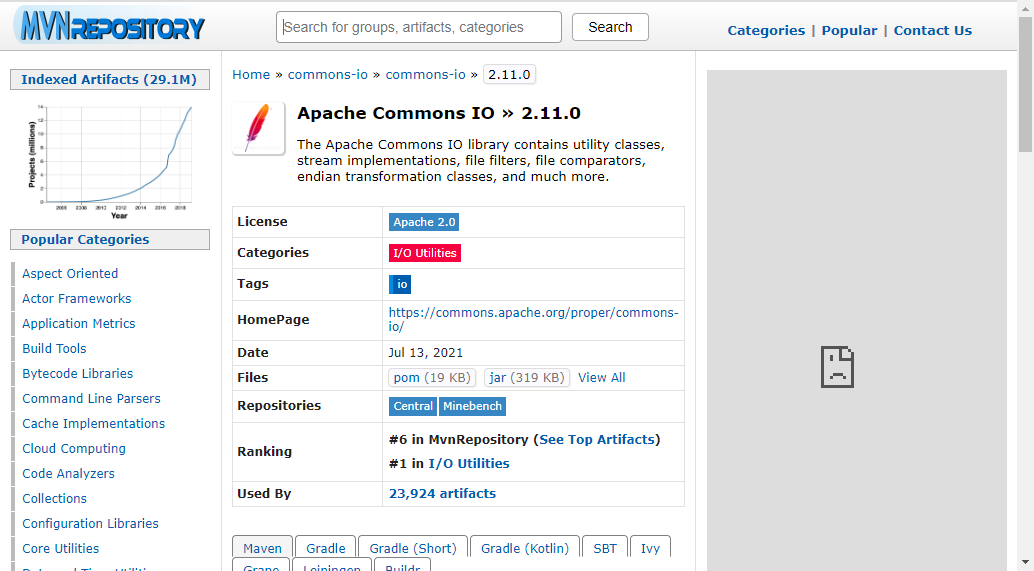 MVNREPOSITORY
Search for groups, artifacts, categories
Search
Categories | Popular | Contact Us
Indexed Artifacts (29.1M)
Projects (millions)
14
12
10
8
6
4
2
0
2006 2008 2010 2012 2014 2016 2018
Year
Popular Categories
Aspect Oriented
Actor Frameworks
Application Metrics
Build Tools
Bytecode Libraries
Command Line Parsers
Cache Implementations
Cloud Computing
Code Analyzers
Collections
Configuration Libraries
Core Utilities
Home » commons-io » commons-io » 2.11.0
Apache Commons IO » 2.11.0
The Apache Commons IO library contains utility classes,
stream implementations, file filters, file comparators,
endian transformation classes, and much more.
License Apache 2.0
Categories I/O Utilities
Tags io
HomePage https://commons.apache.org/proper/commons-
io/
Date Jul 13, 2021
Files pom (19 KB) jar (319 KB) View All
Repositories Central Minebench
Ranking #6 in MvnRepository (See Top Artifacts)
#1 in I/O Utilities
Used By 23,924 artifacts
Maven Gradle Gradle (Short) Gradle (Kotlin) SBT Ivy
Grape Leiningen Buildr